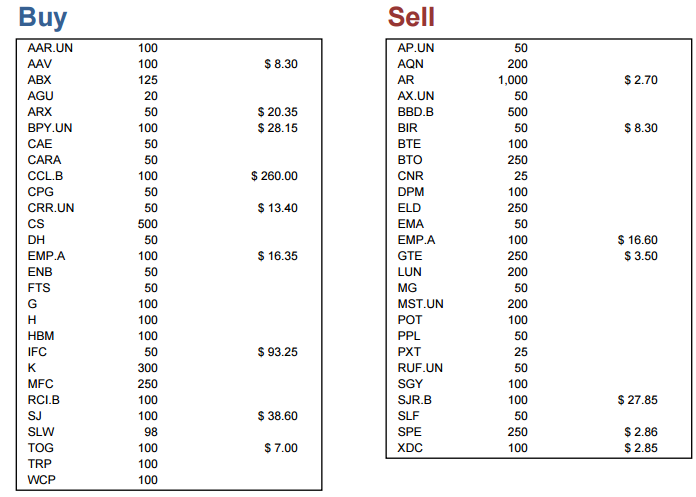 Buy
AAR.UN 100
AAV 100 $ 8.30
ABX 125
AGU 20
ARX 50 $ 20.35
BPY.UN 100 $ 28.15
CAE 50
CARA 50
CCL.B 100 $ 260.00
CPG 50
CRR.UN 50 $ 13.40
CS 500
DH 50
EMP.A 100 $ 16.35
ENB 50
FTS 50
G 100
H 100
HBM 100
IFC 50 $ 93.25
K 300
MFC 250
RCI.B 100
SJ 100 $ 38.60
SLW 98
TOG 100 $ 7.00
TRP 100
WCP 100
Sell
AP.UN 50
AQN 200
AR 1,000 $ 2.70
AX.UN 50
BBD.B 500
BIR 50 $ 8.30
BTE 100
BTO 250
CNR 25
DPM 100
ELD 250
EMA 50
EMP.A 100 $ 16.60
GTE 250 $ 3.50
LUN 200
MG 50
MST.UN 200
POT 100
PPL 50
PXT 25
RUF.UN 50
SGY 100
SJR.B 100 $ 27.85
SLF 50
SPE 250 $ 2.86
XDC 100 $ 2.85